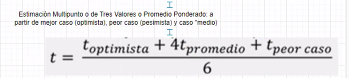 Estimación Multipunto o de Tres Valores o Promedio Ponderado: a
partir de mejor caso (optimista), peor caso (pesimista) y caso "medio)
t = (t_optimista + 4t_promedio + t_peor caso) / 6